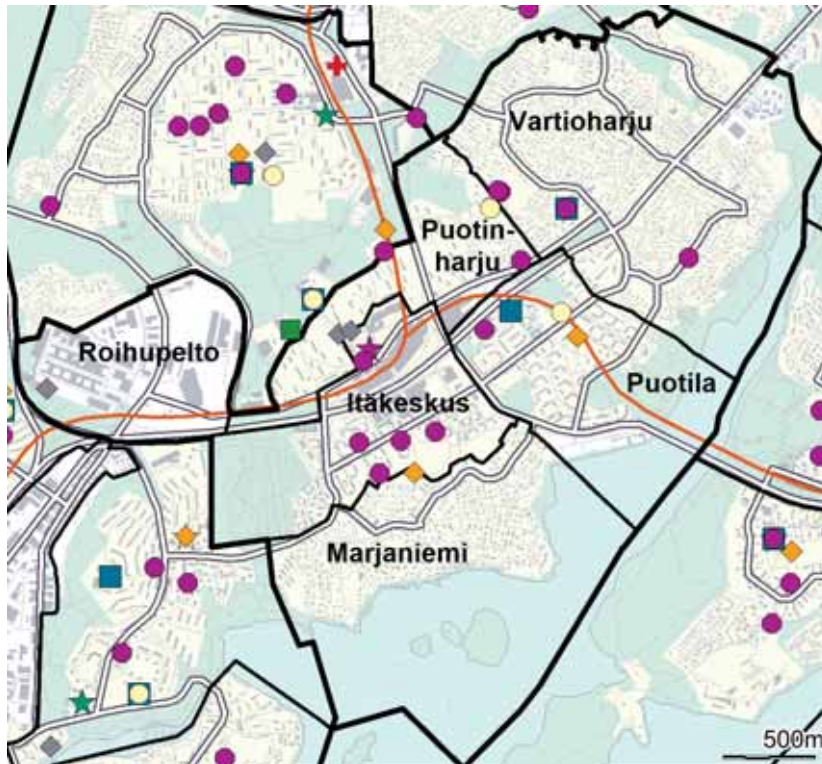 Vartioharju
Puotin-
harju
Roihupelto
Itäkeskus
Puotila
Marjaniemi
500m